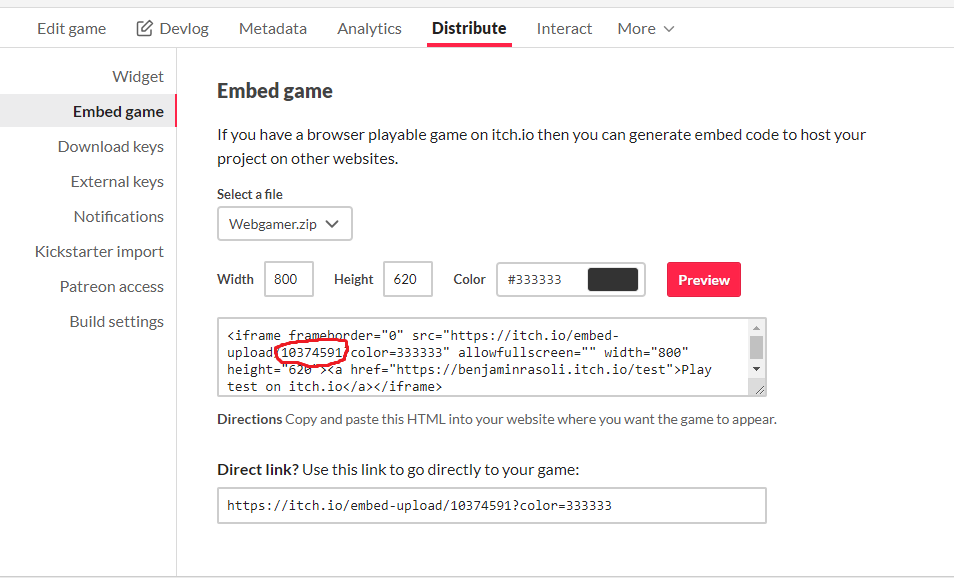 Edit game Devlog Metadata Analytics Distribute Interact More
Widget
Embed game
Download keys
External keys
Notifications
Kickstarter import
Patreon access
Build settings
Embed game
If you have a browser playable game on itch.io then you can generate embed code to host your
project on other websites.
Select a file
Webgamer.zip
Width 800 Height 620 Color #333333 Preview
<iframe frameborder="0" src="https://itch.io/embed-
upload/10374591?color=333333" allowfullscreen="" width="800"
height="620"><a href="https://benjaminrasoli.itch.io/test">Play
test on itch.io</a></iframe>
Directions Copy and paste this HTML into your website where you want the game to appear.
Direct link? Use this link to go directly to your game:
https://itch.io/embed-upload/10374591?color=333333